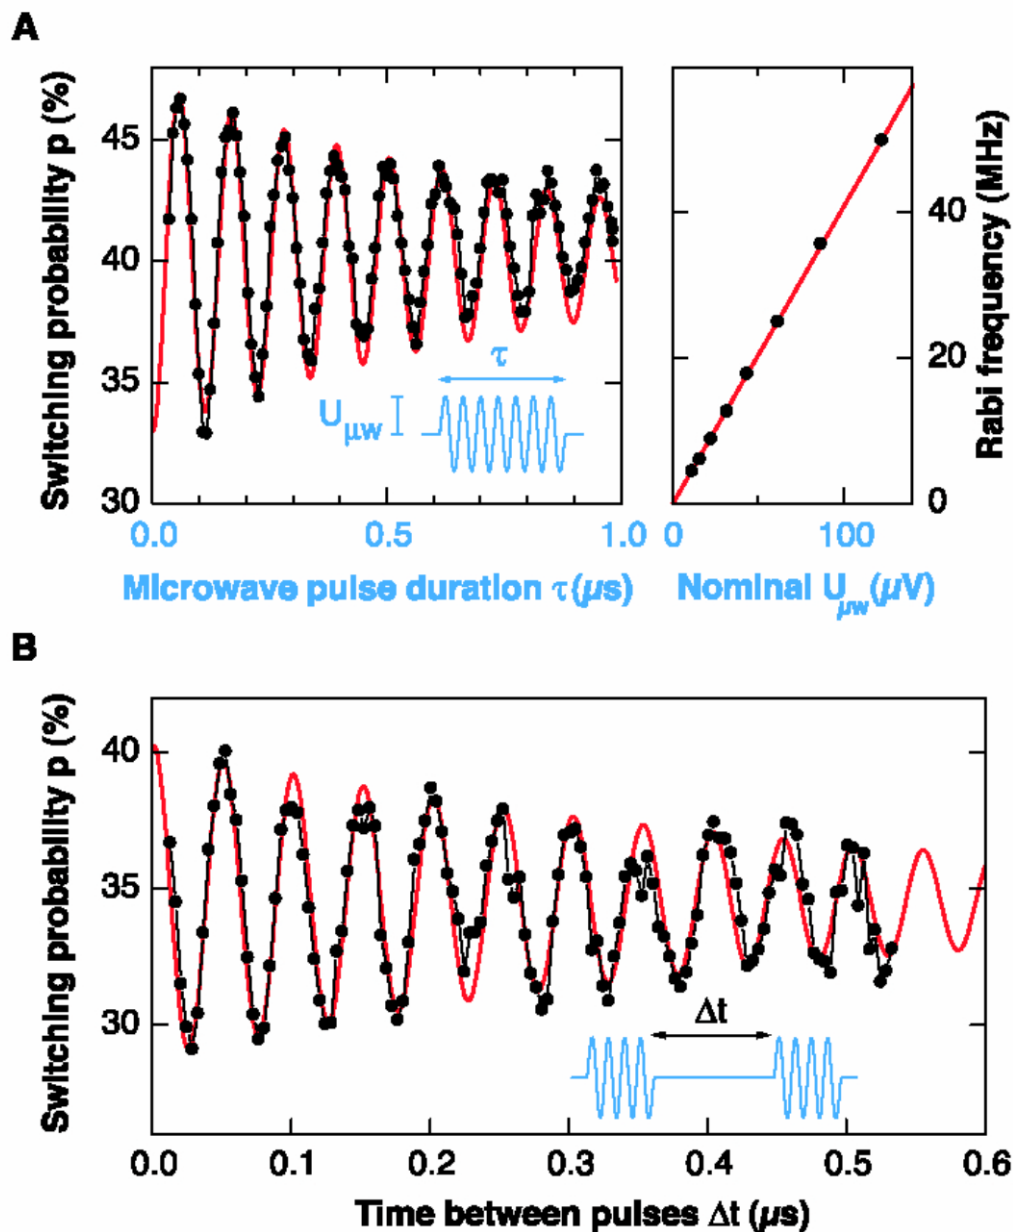 A
Switching probability p (%)
45
40
35
30
0.0
0.5
1.0
Microwave pulse duration τ(μs)
τ
Uμw
Rabi frequency (MHz)
40
20
0
0
100
Nominal Uμw(μV)
B
Switching probability p (%)
40
35
30
Δt
0.0
0.1
0.2
0.3
0.4
0.5
0.6
Time between pulses Δt (μs)